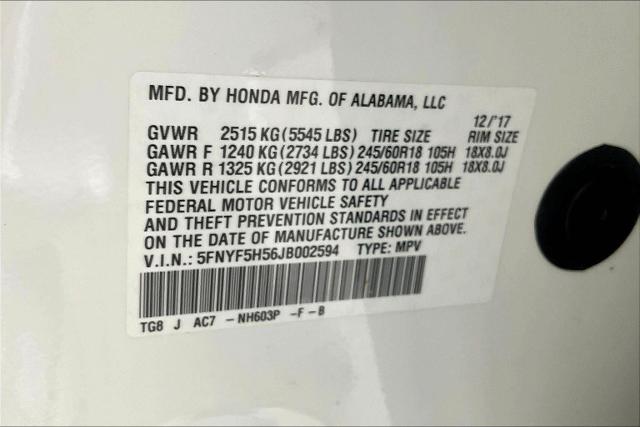 MFD. BY HONDA MFG. OF ALABAMA, LLC
12/'17
GVWR 2515 KG (5545 LBS) TIRE SIZE RIM SIZE
GAWR F 1240 KG (2734 LBS) 245/60R18 105H 18X8.0J
GAWR R 1325 KG (2921 LBS) 245/60R18 105H 18X8.0J
THIS VEHICLE CONFORMS TO ALL APPLICABLE
FEDERAL MOTOR VEHICLE SAFETY
AND THEFT PREVENTION STANDARDS IN EFFECT
ON THE DATE OF MANUFACTURE SHOWN ABOVE.
V.I.N.: 5FNYF5H56JB002594 TYPE: MPV
TG8 J AC7 - NH603P - F - B